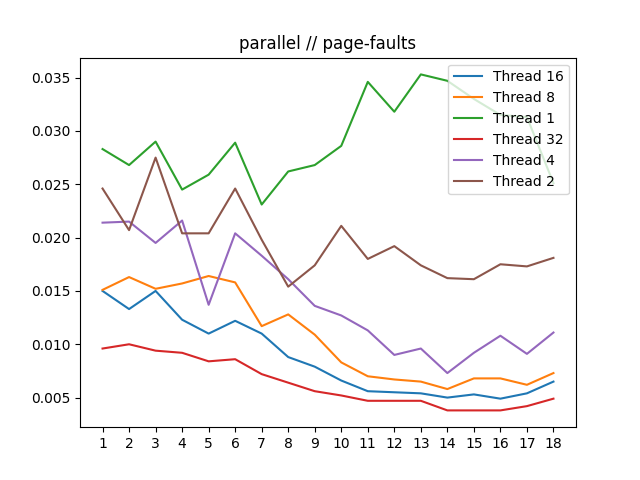 parallel // page-faults
0.035
0.030
0.025
0.020
0.015
0.010
0.005
Thread 16
Thread 8
Thread 1
Thread 32
Thread 4
Thread 2
1 2 3 4 5 6 7 8 9 10 11 12 13 14 15 16 17 18